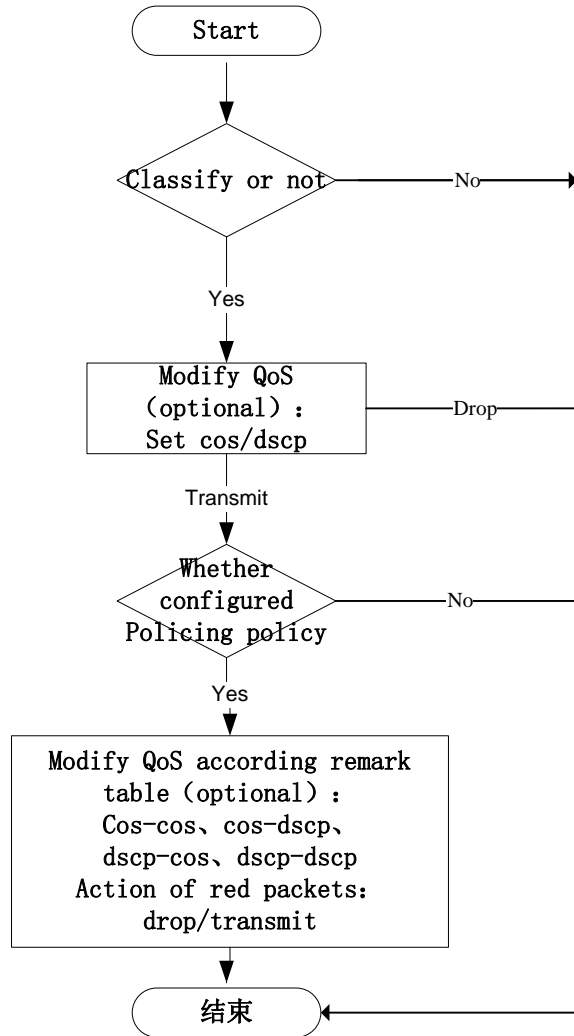 Start
Classify or not
No
Yes
Modify QoS
（optional）：
Set cos/dscp
Drop
Transmit
Whether
configured
Policing policy
No
Yes
Modify QoS according remark
table（optional）：
Cos-cos、cos-dscp、
dscp-cos、dscp-dscp
Action of red packets：
drop/transmit
结束